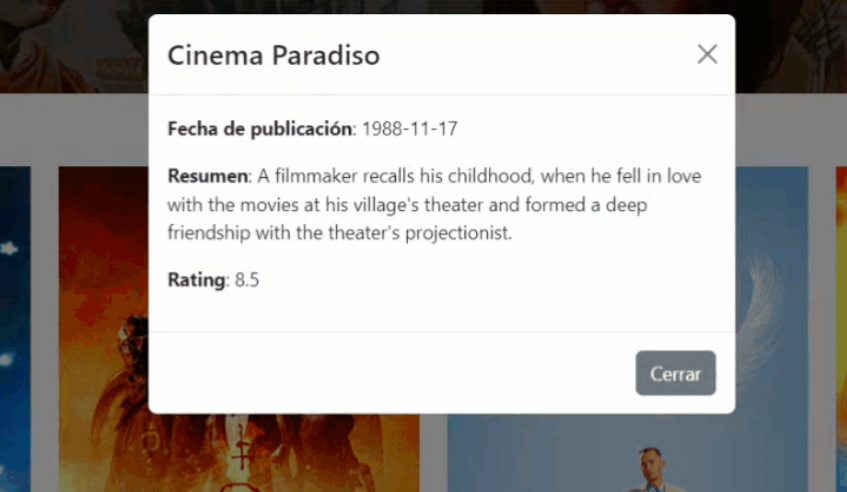 Cinema Paradiso
Fecha de publicación: 1988-11-17
Resumen: A filmmaker recalls his childhood, when he fell in love
with the movies at his village's theater and formed a deep
friendship with the theater's projectionist.
Rating: 8.5
Cerrar